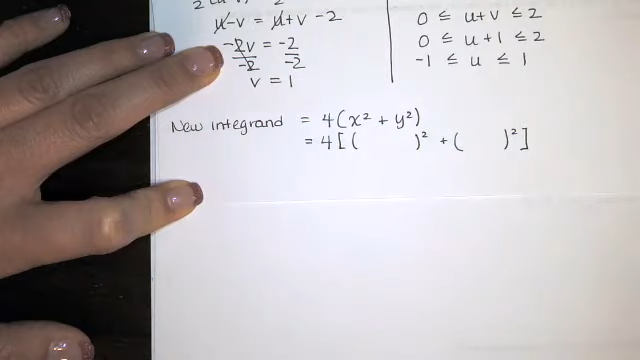 u-v = u+v -2
-2v = -2
-2 -2
v = 1
0 ≤ u+v ≤ 2
0 ≤ u+1 ≤ 2
-1 ≤ u ≤ 1
New integrand = 4(x² + y²)
= 4[( )² + ( )²]